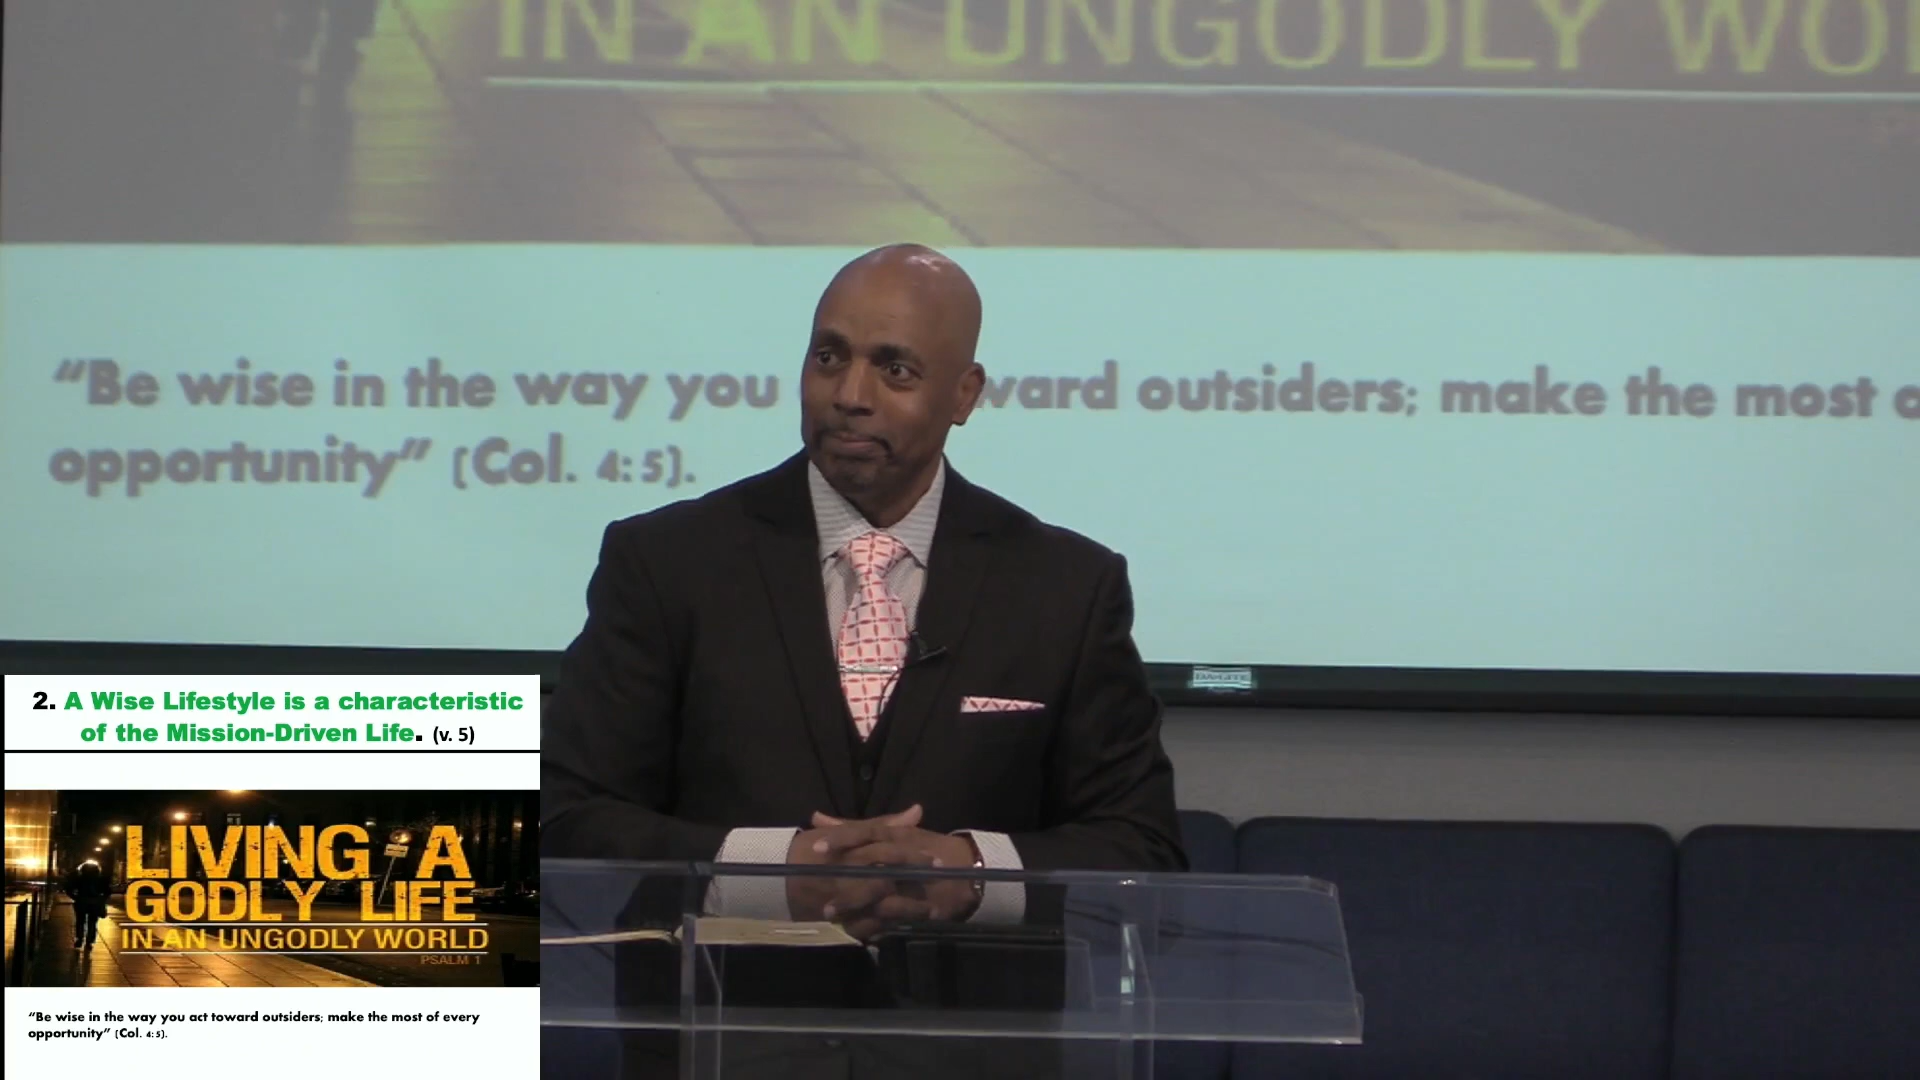 IN AN UNGODLY
"Be wise in the way you ward outsiders; make the most
opportunity" (Col. 4:5).
DA-LITE
2. A Wise Lifestyle is a characteristic
of the Mission-Driven Life. (v. 5)
LIVING A
GODLY LIFE
IN AN UNGODLY WORLD
PSALM 1
"Be wise in the way you act toward outsiders; make the most of every
opportunity" (Col. 4:5).